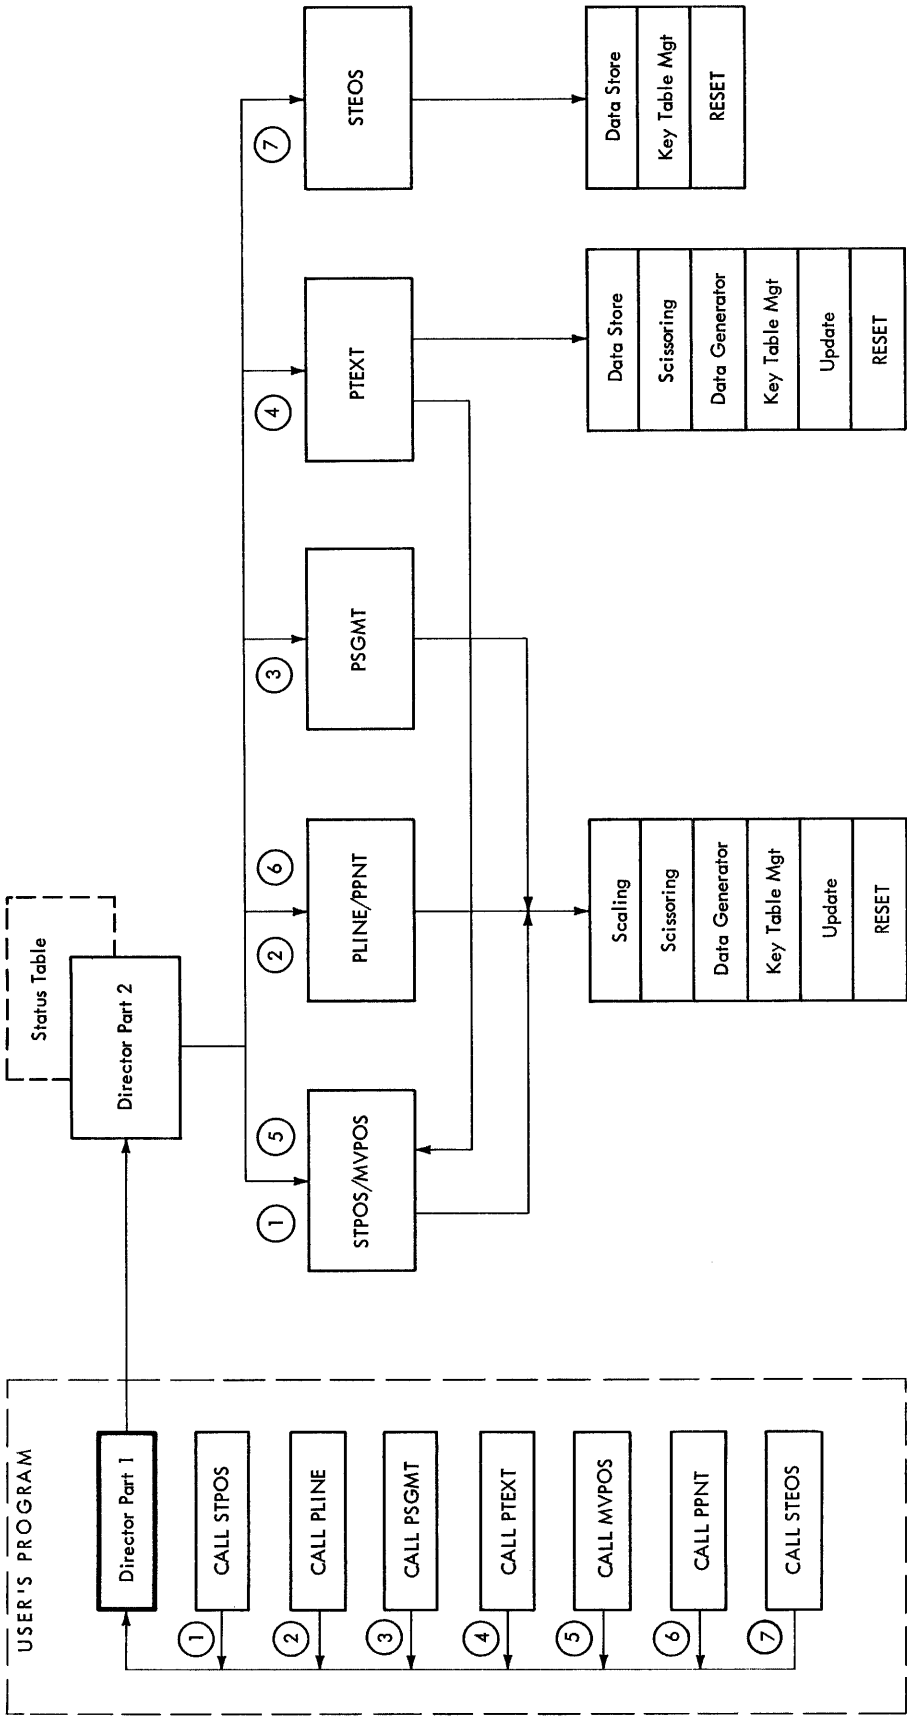 USER'S PROGRAM
Director Part 1
CALL STPOS
CALL PLINE
CALL PSGMT
CALL PTEXT
CALL MVPOS
CALL PPNT
CALL STEOS
1
2
3
4
5
6
7
Status Table
Director Part 2
1
5
2
6
3
4
7
STPOS/MVPOS
PLINE/PPNT
PSGMT
PTEXT
STEOS
Scaling
Scissoring
Data Generator
Key Table Mgt
Update
RESET
Data Store
Scissoring
Data Generator
Key Table Mgt
Update
RESET
Data Store
Key Table Mgt
RESET